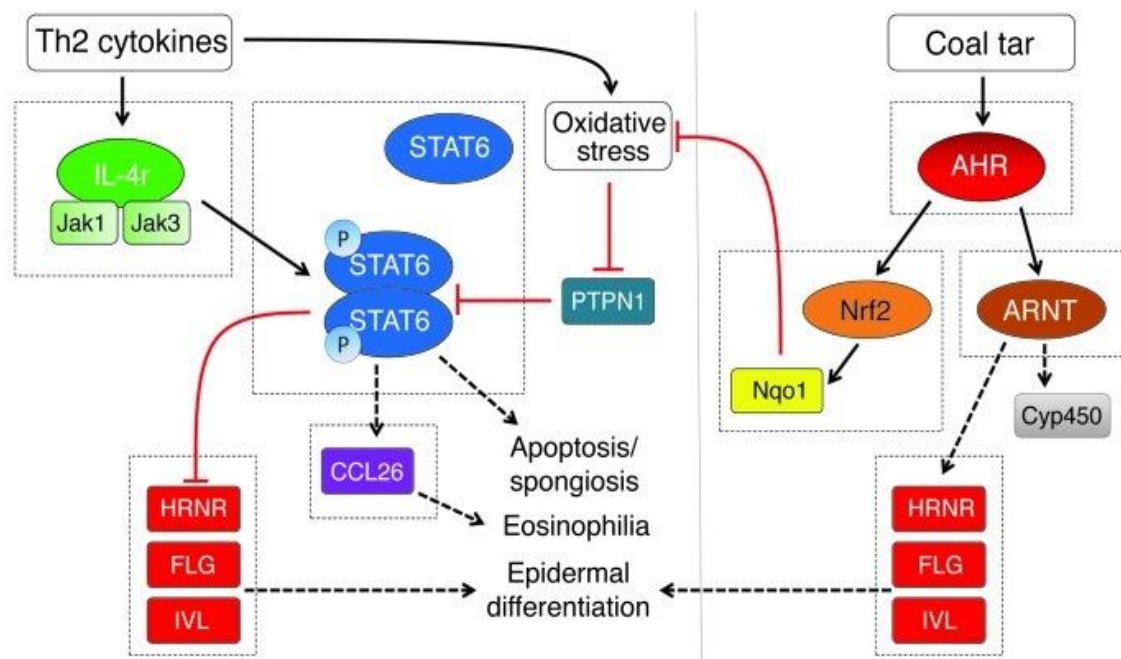 Th2 cytokines
Coal tar
Oxidative
stress
STAT6
IL-4r
Jak1
Jak3
AHR
P
STAT6
STAT6
P
PTPN1
Nrf2
ARNT
Nqo1
Cyp450
CCL26
Apoptosis/
spongiosis
Eosinophilia
Epidermal
differentiation
HRNR
FLG
IVL
HRNR
FLG
IVL